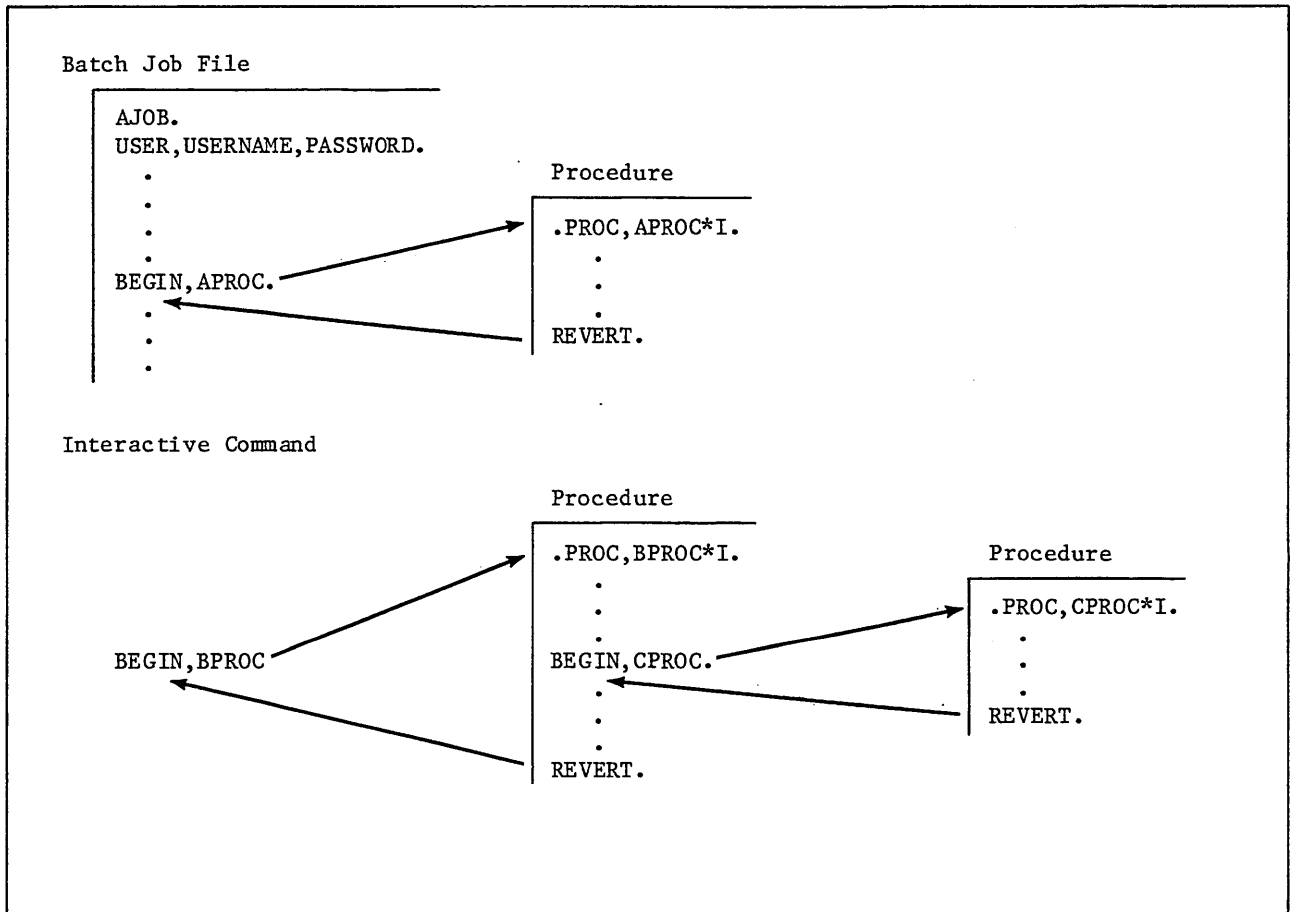 Batch Job File
AJOB.
USER,USERNAME,PASSWORD.
.
.
.
.
BEGIN,APROC.
.
.
.
Procedure
.PROC,APROC*I.
.
.
.
REVERT.
Interactive Command
BEGIN,BPROC
Procedure
.PROC,BPROC*I.
.
.
.
BEGIN,CPROC.
.
.
.
REVERT.
Procedure
.PROC,CPROC*I.
.
.
.
REVERT.